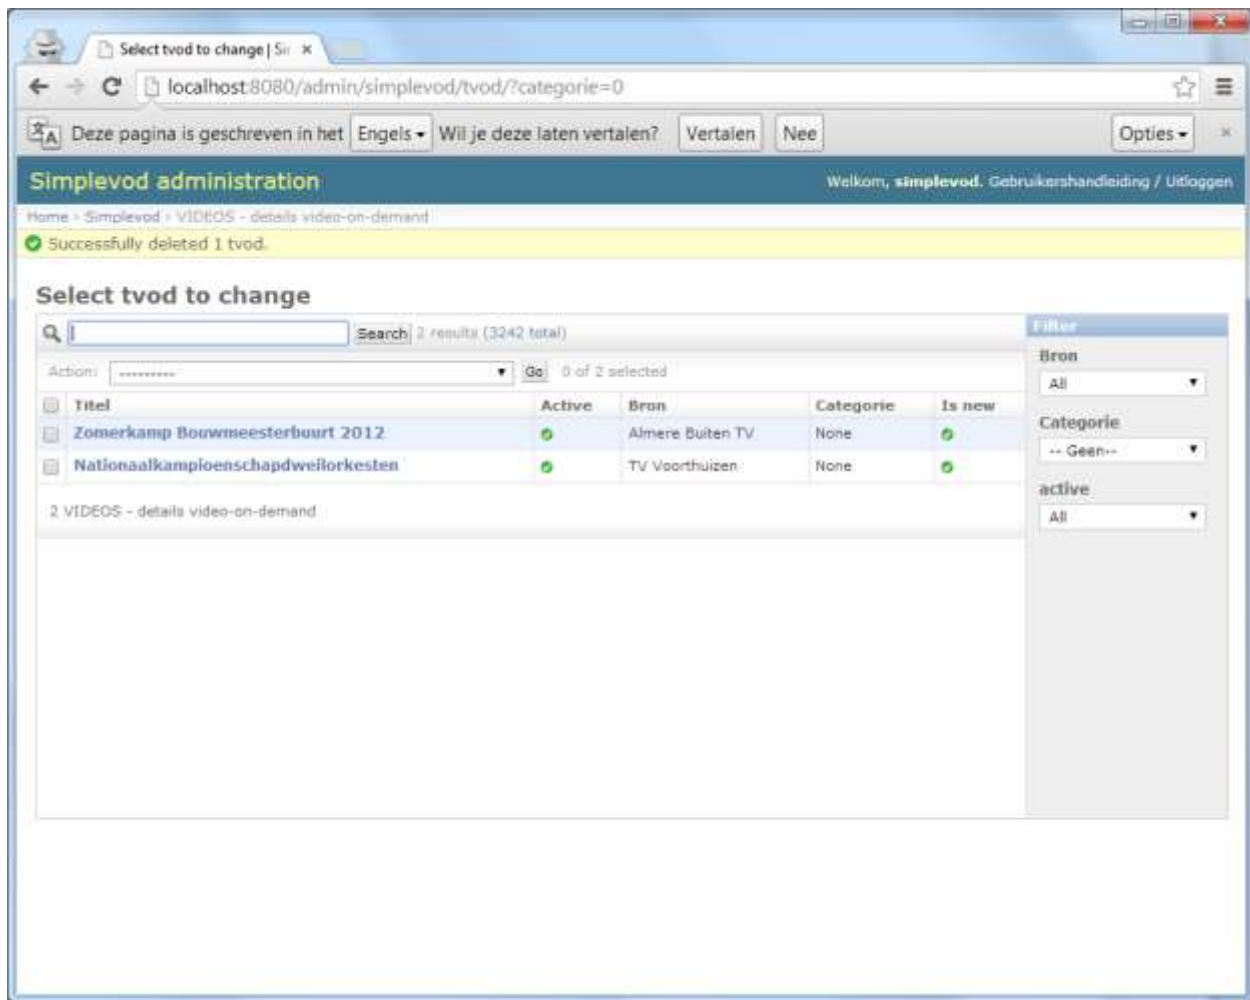 Select tvod to change | Sir
localhost:8080/admin/simplevod/tvod/?categorie=0
Deze pagina is geschreven in het Engels Wil je deze laten vertalen? Vertalen Nee Opties
Simplevod administration
Welkom, simplevod. Gebruikershandleiding / Uitloggen
Home › Simplevod › VIDEOS - details video-on-demand
Successfully deleted 1 tvod.
Select tvod to change
Search 2 results (3242 total)
Action: --------- Go 0 of 2 selected
Titel Active Bron Categorie Is new
Zomerkamp Bouwmeesterbuurt 2012 Almere Buiten TV None
Nationaalkampioenschapdweilorkesten TV Voorthuizen None
2 VIDEOS - details video-on-demand
Filter
Bron
All
Categorie
-- Geen--
active
All